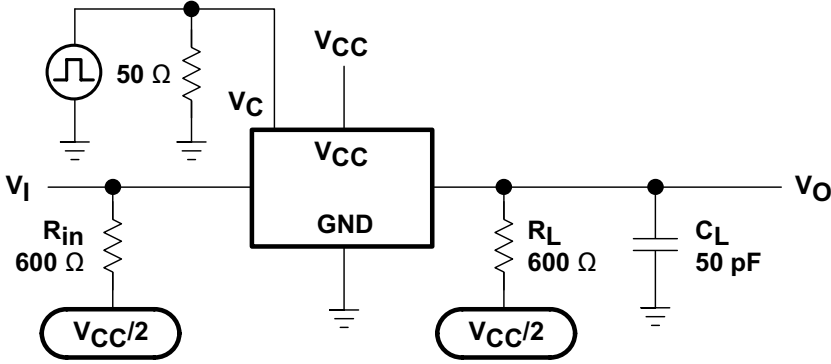 50 Ω
VCC
VC
VCC
VI
VO
GND
Rin
600 Ω
RL
600 Ω
CL
50 pF
VCC/2
VCC/2